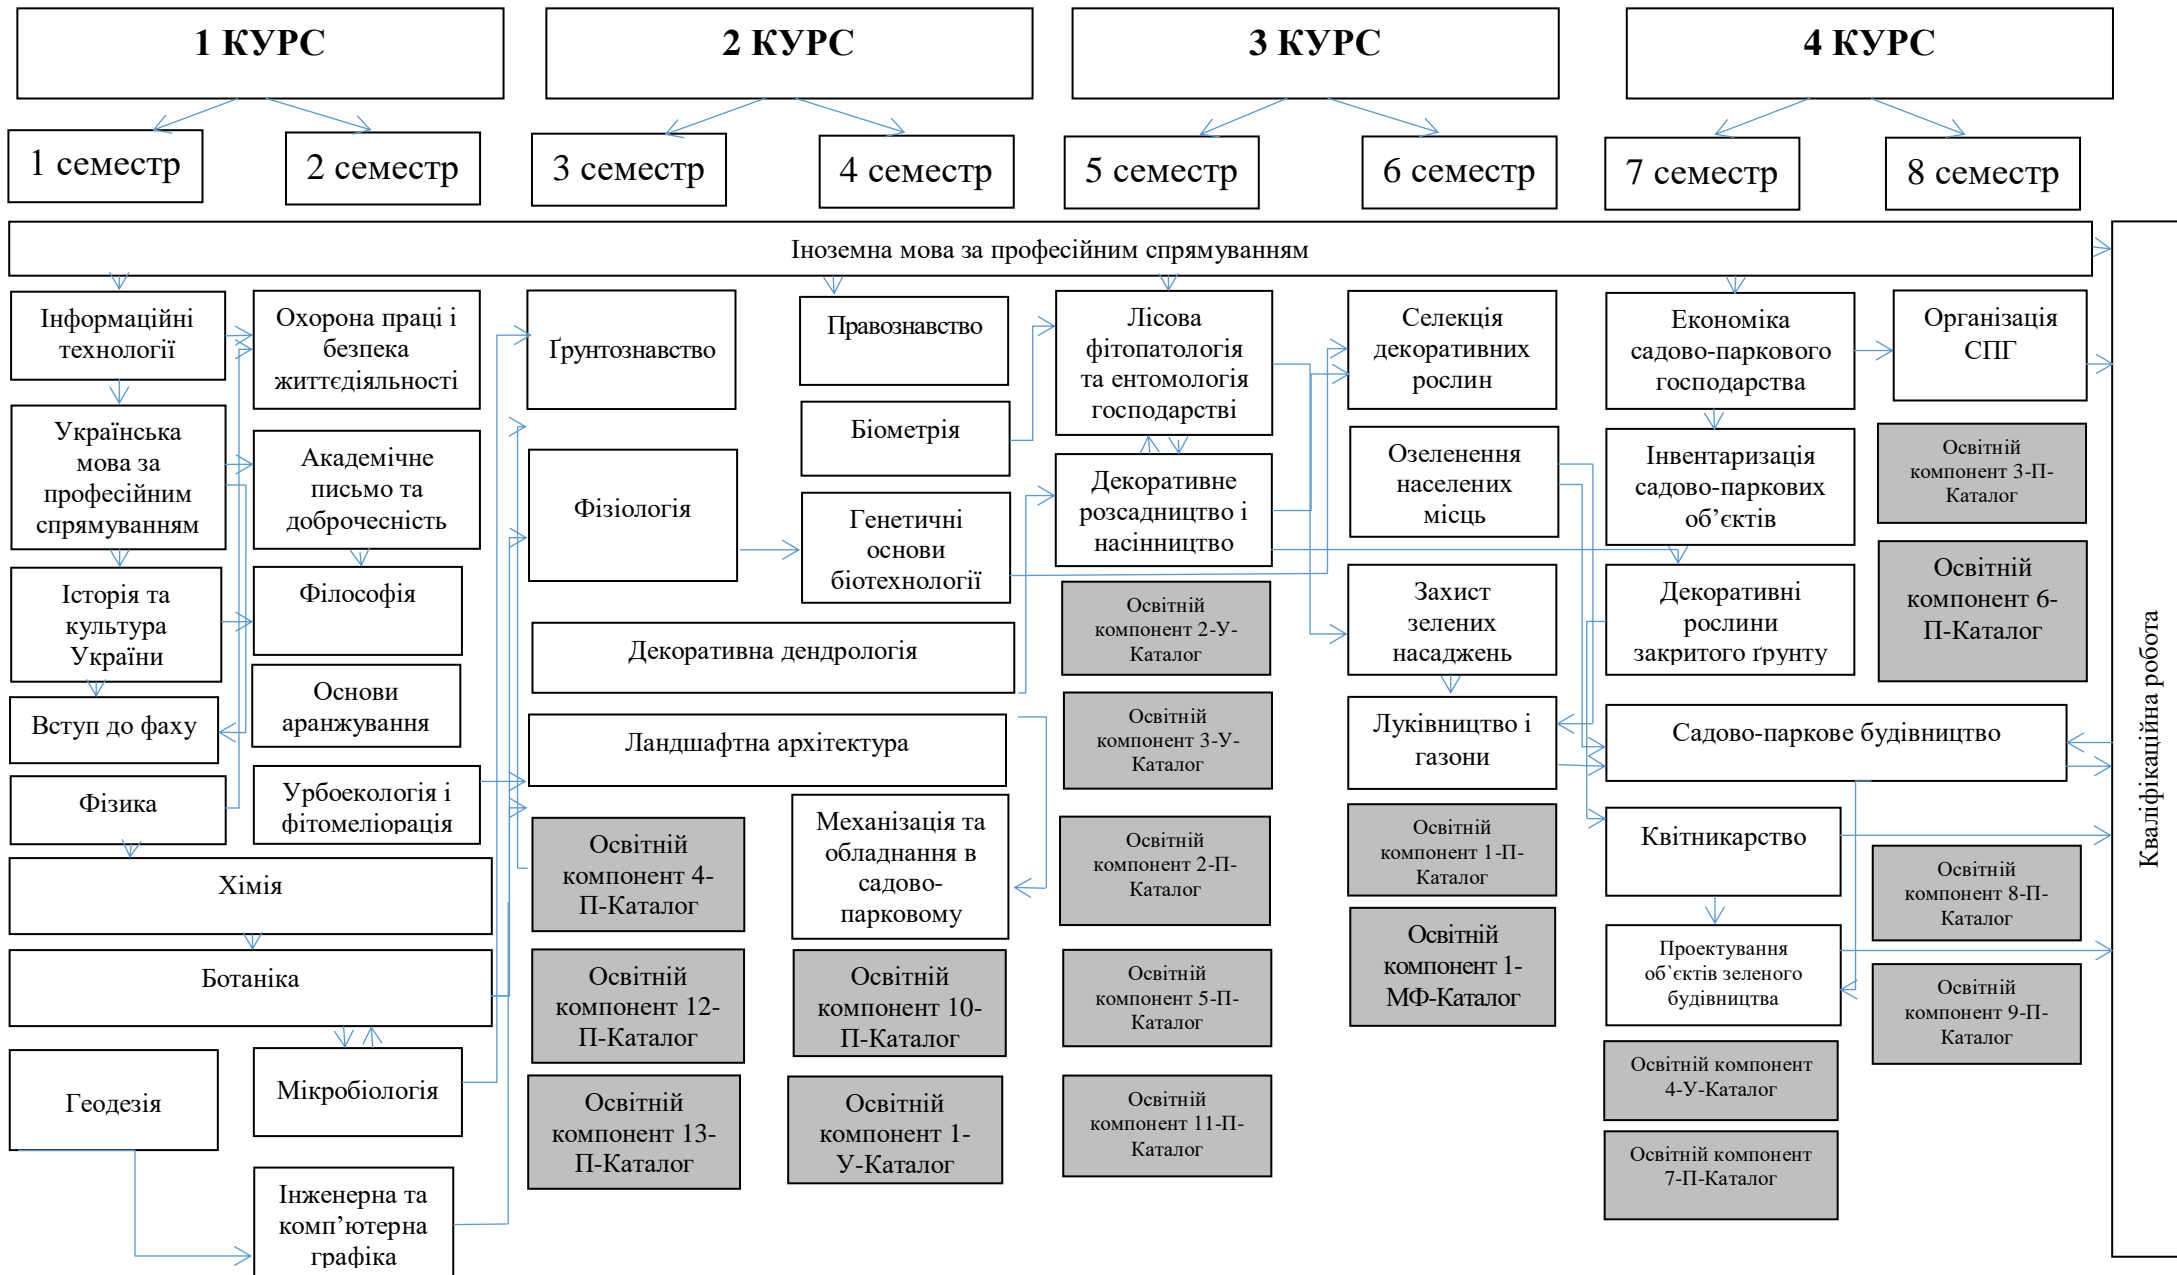 1 КУРС
2 КУРС
3 КУРС
4 КУРС
1 семестр
2 семестр
3 семестр
4 семестр
5 семестр
6 семестр
7 семестр
8 семестр
Іноземна мова за професійним спрямуванням
Інформаційні
технології
Українська
мова за
професійним
спрямуванням
Історія та
культура
України
Вступ до фаху
Фізика
Хімія
Ботаніка
Геодезія
Охорона праці і
безпека
життєдіяльності
Академічне
письмо та
доброчесність
Філософія
Основи
аранжування
Урбоекологія і
фітомеліорація
Мікробіологія
Інженерна та
комп’ютерна
графіка
Ґрунтознавство
Фізіологія
Декоративна дендрологія
Ландшафтна архітектура
Освітній
компонент 4-
П-Каталог
Освітній
компонент 12-
П-Каталог
Освітній
компонент 13-
П-Каталог
Правознавство
Біометрія
Генетичні
основи
біотехнології
Механізація та
обладнання в
садово-
парковому
Освітній
компонент 10-
П-Каталог
Освітній
компонент 1-
У-Каталог
Лісова
фітопатологія
та ентомологія
господарстві
Декоративне
розсадництво і
насінництво
Освітній
компонент 2-У-
Каталог
Освітній
компонент 3-У-
Каталог
Освітній
компонент 2-П-
Каталог
Освітній
компонент 5-П-
Каталог
Освітній
компонент 11-П-
Каталог
Селекція
декоративних
рослин
Озеленення
населених
місць
Захист
зелених
насаджень
Луківництво і
газони
Освітній
компонент 1-П-
Каталог
Освітній
компонент 1-
МФ-Каталог
Економіка
садово-паркового
господарства
Інвентаризація
садово-паркових
об’єктів
Декоративні
рослини
закритого ґрунту
Садово-паркове будівництво
Квітникарство
Проектування
об`єктів зеленого
будівництва
Освітній компонент
4-У-Каталог
Освітній компонент
7-П-Каталог
Організація
СПГ
Освітній
компонент 3-П-
Каталог
Освітній
компонент 6-
П-Каталог
Освітній
компонент 8-П-
Каталог
Освітній
компонент 9-П-
Каталог
Кваліфікаційна робота